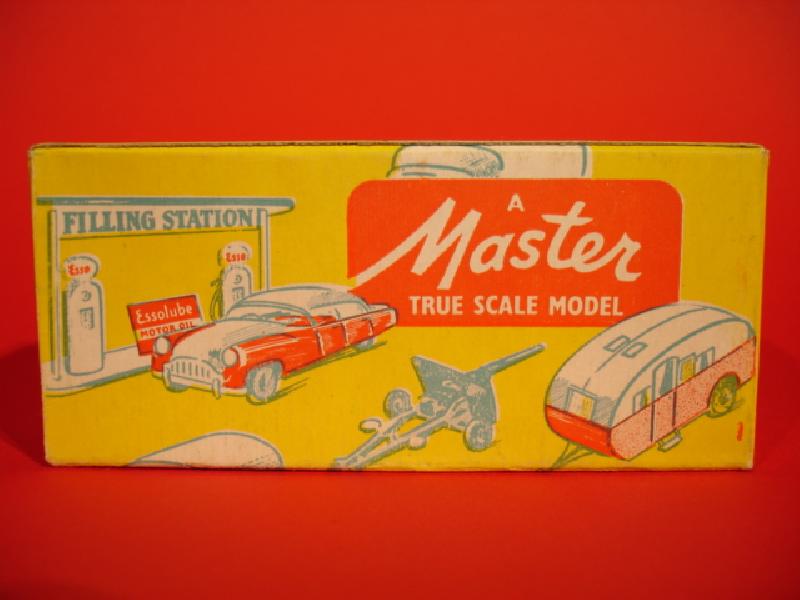 FILLING STATION
Esso
Esso
Essolube
MOTOR OIL
A
Master
TRUE SCALE MODEL